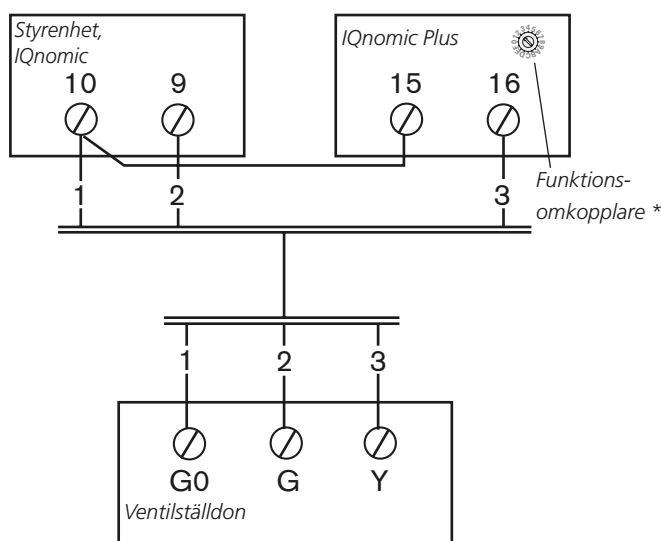 Styrenhet,
IQnomic
IQnomic Plus
10 9
15 16
1 2 3
Funktions-
omkopplare *
1 2 3
G0 G Y
Ventilställdon